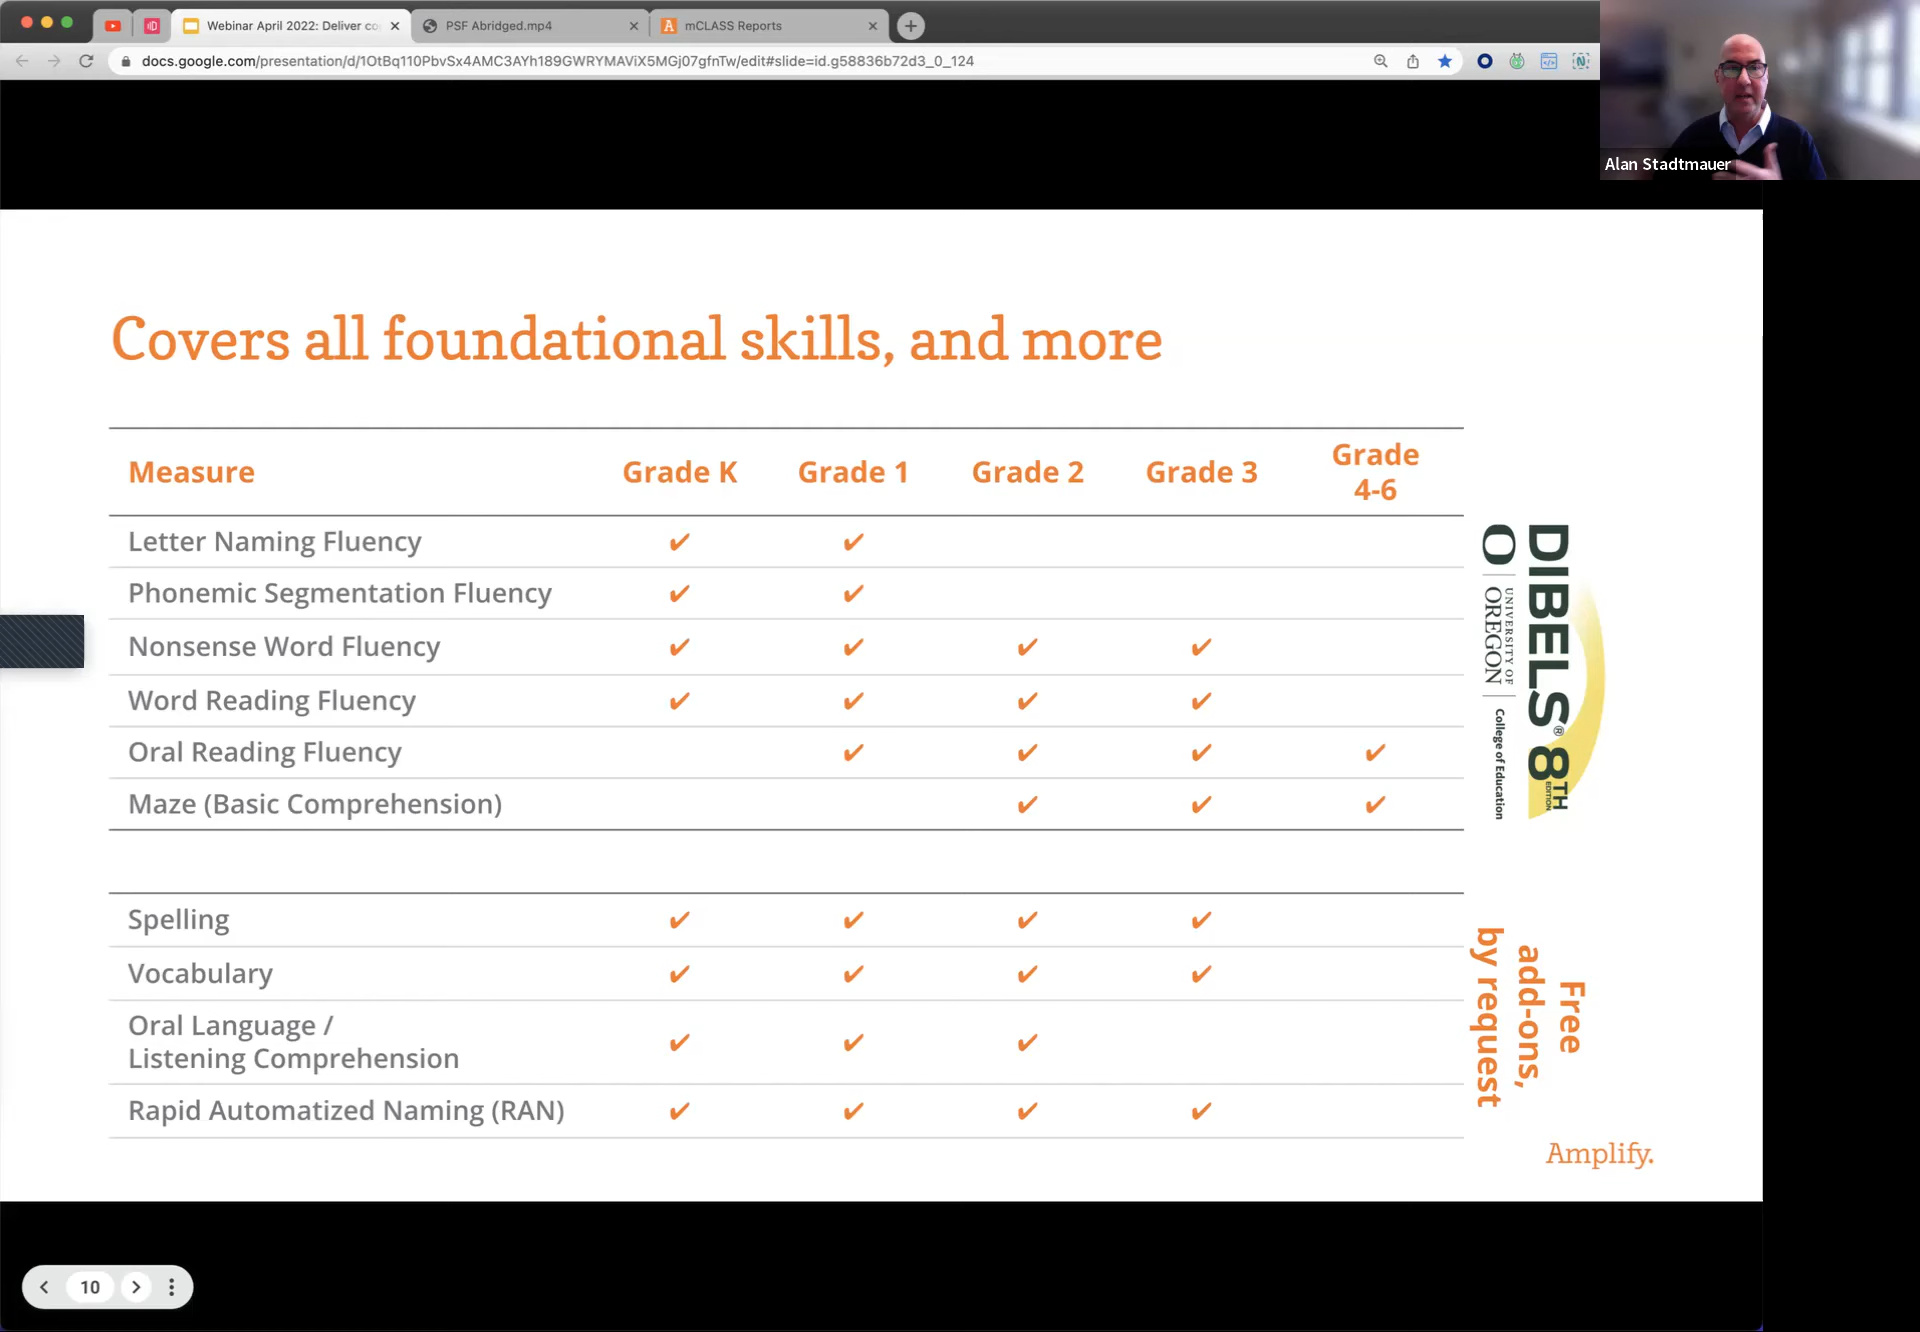 Webinar April 2022: Deliver co
PSF Abridged.mp4
mCLASS Reports
docs.google.com/presentation/d/1OtBq110PbvSx4AMC3AYh189GWRYMAViX5MGj07gfnTw/edit#slide=id.g58836b72d3_0_124
Alan Stadtmauer
Covers all foundational skills, and more
Measure Grade K Grade 1 Grade 2 Grade 3 Grade 4-6
Letter Naming Fluency ✔ ✔
Phonemic Segmentation Fluency ✔ ✔
Nonsense Word Fluency ✔ ✔ ✔ ✔
Word Reading Fluency ✔ ✔ ✔ ✔
Oral Reading Fluency ✔ ✔ ✔ ✔
Maze (Basic Comprehension) ✔ ✔ ✔
DIBELS® 8TH EDITION
O UNIVERSITY OF OREGON College of Education
Spelling ✔ ✔ ✔ ✔
Vocabulary ✔ ✔ ✔ ✔
Oral Language /
Listening Comprehension ✔ ✔ ✔
Rapid Automatized Naming (RAN) ✔ ✔ ✔ ✔
Free
add-ons,
by request
Amplify.
10